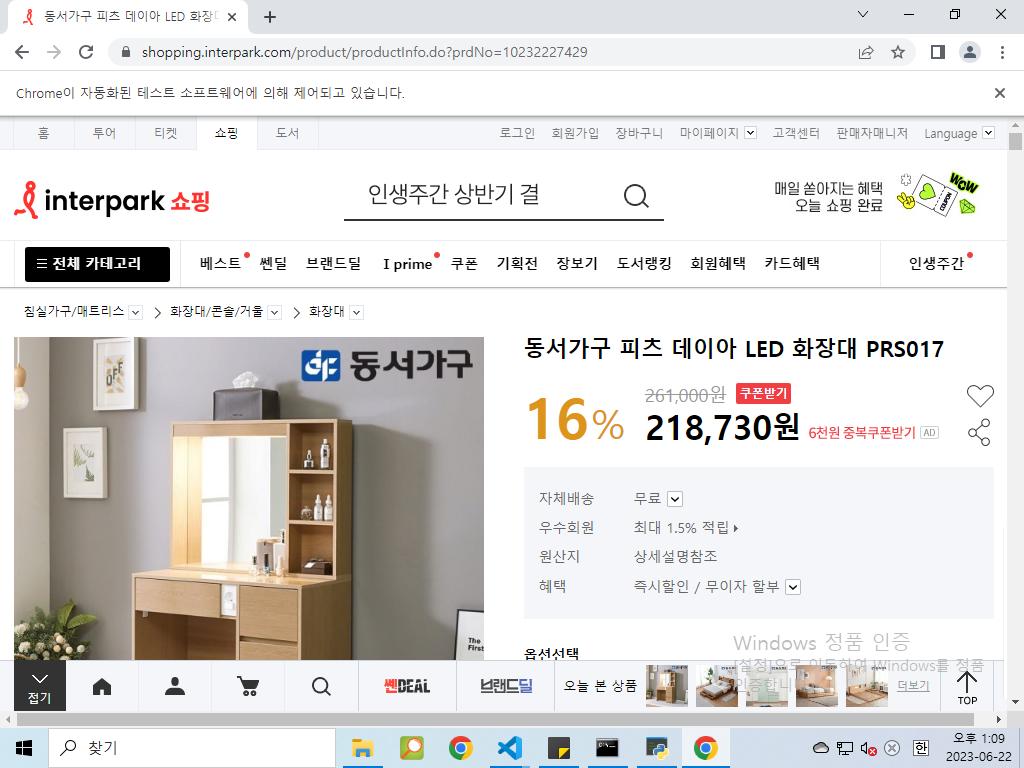 동서가구 피츠 데이아 LED 화장대
shopping.interpark.com/product/productInfo.do?prdNo=10232227429
Chrome이 자동화된 테스트 소프트웨어에 의해 제어되고 있습니다.
홈 투어 티켓 쇼핑 도서 로그인 회원가입 장바구니 마이페이지 고객센터 판매자매니저 Language
interpark 쇼핑
인생주간 상반기 결
매일 쏟아지는 혜택
오늘 쇼핑 완료
WOW
COUPON
전체 카테고리 베스트 쎈딜 브랜드딜 I prime 쿠폰 기획전 장보기 도서랭킹 회원혜택 카드혜택 인생주간
침실가구/매트리스 화장대/콘솔/거울 화장대
동서가구
OFF
The First
동서가구 피츠 데이아 LED 화장대 PRS017
261,000원 쿠폰받기
16% 218,730원 6천원 중복쿠폰받기 AD
자체배송 무료
우수회원 최대 1.5% 적립
원산지 상세설명참조
혜택 즉시할인 / 무이자 할부
옵션선택
Windows 정품 인증
[설정]으로 이동하여 Windows를 정품
인증합니
접기 쎈DEAL 브랜드딜 오늘 본 상품 더보기 TOP
찾기 한 오후 1:09
2023-06-22